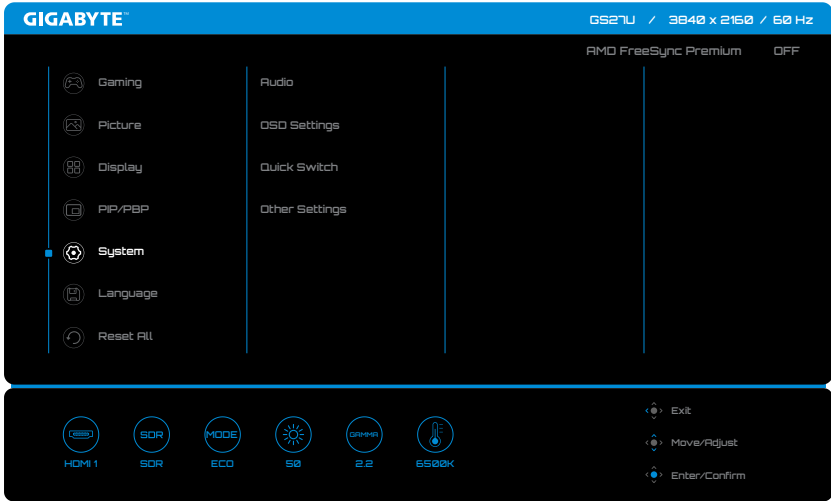 GIGABYTE™
GS27U / 3840 x 2160 / 60 Hz
AMD FreeSync Premium OFF
Gaming
Picture
Display
PIP/PBP
System
Language
Reset All
Audio
OSD Settings
Quick Switch
Other Settings
SDR
MODE
GAMMA
HDMI 1
SDR
ECO
50
2.2
6500K
Exit
Move/Adjust
Enter/Confirm